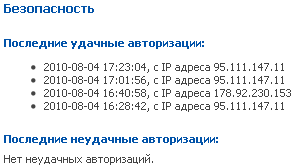 Безопасность
Последние удачные авторизации:
2010-08-04 17:23:04, с IP адреса 95.111.147.11
2010-08-04 17:01:56, с IP адреса 95.111.147.11
2010-08-04 16:40:58, с IP адреса 178.92.230.153
2010-08-04 16:28:42, с IP адреса 95.111.147.11
Последние неудачные авторизации:
Нет неудачных авторизаций.